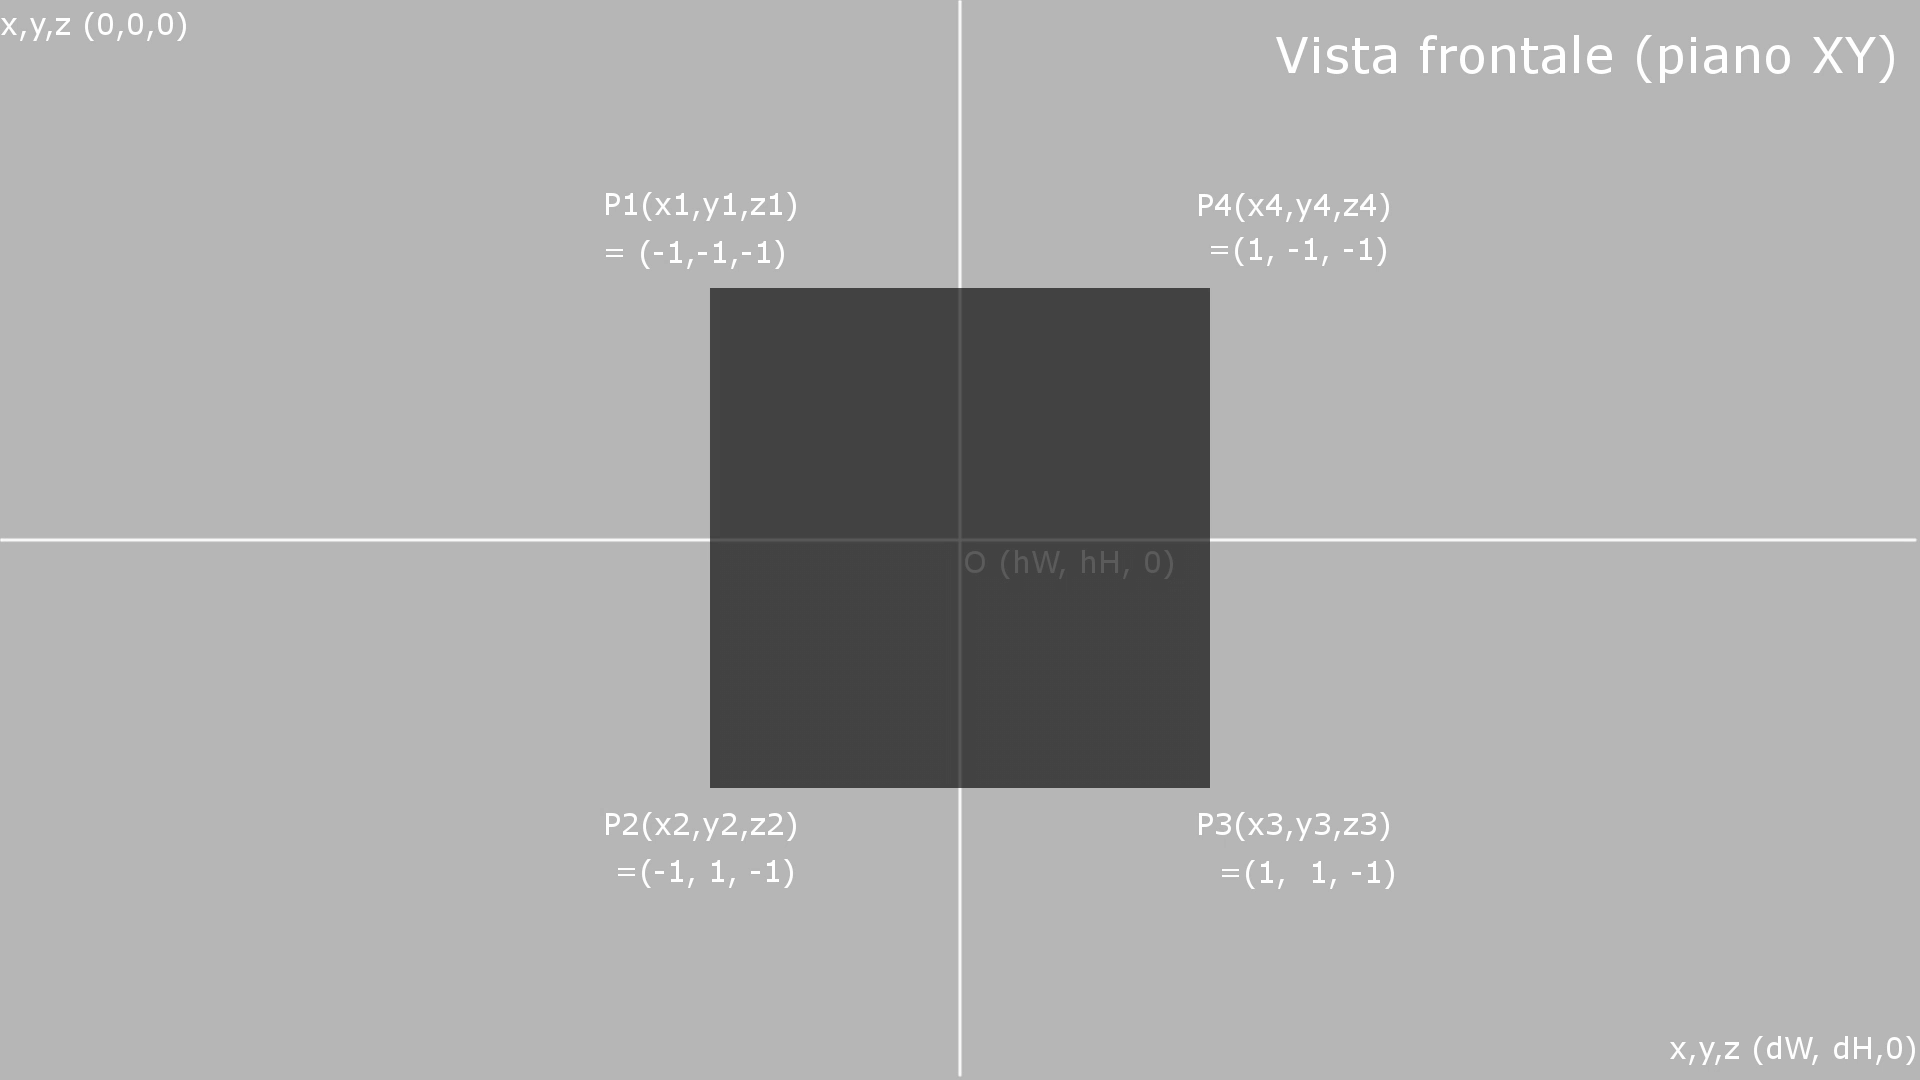 x,y,z (0,0,0)
Vista frontale (piano XY)
P1(x1,y1,z1)
= (-1,-1,-1)
P4(x4,y4,z4)
=(1, -1, -1)
O (hW, hH, 0)
P2(x2,y2,z2)
=(-1, 1, -1)
P3(x3,y3,z3)
=(1,  1, -1)
x,y,z (dW, dH,0)